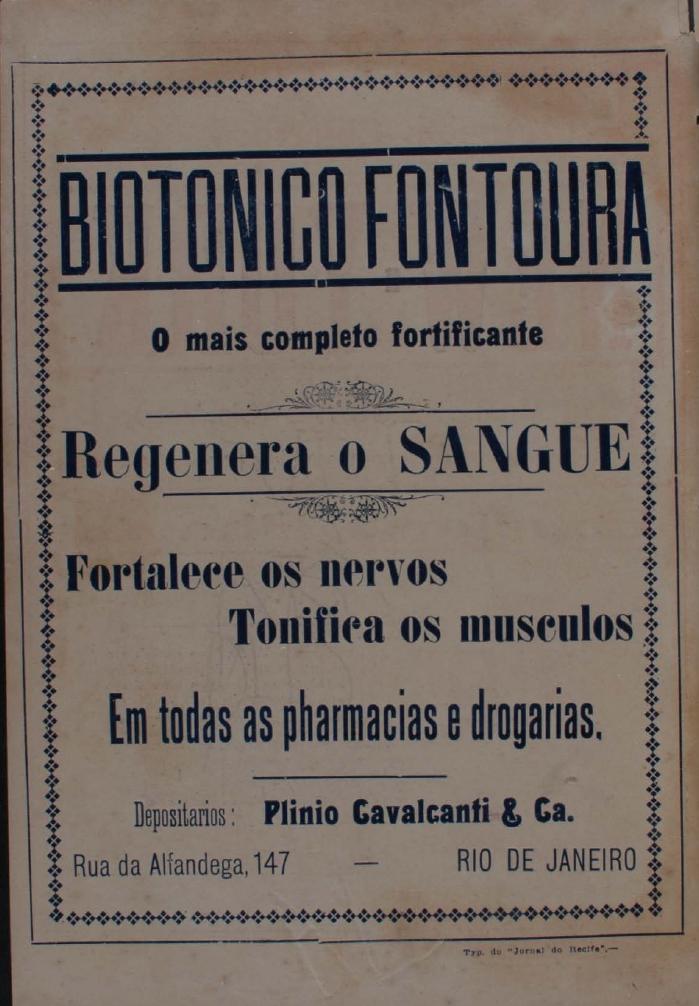 BIOTONICO FONTOURA
O mais completo fortificante
Regenera o SANGUE
Fortalece os nervos
Tonifica os musculos
Em todas as pharmacias e drogarias.
Depositarios: Plinio Cavalcanti & Ca.
Rua da Alfandega, 147 — RIO DE JANEIRO
Typ. do "Jornal do Recife".—